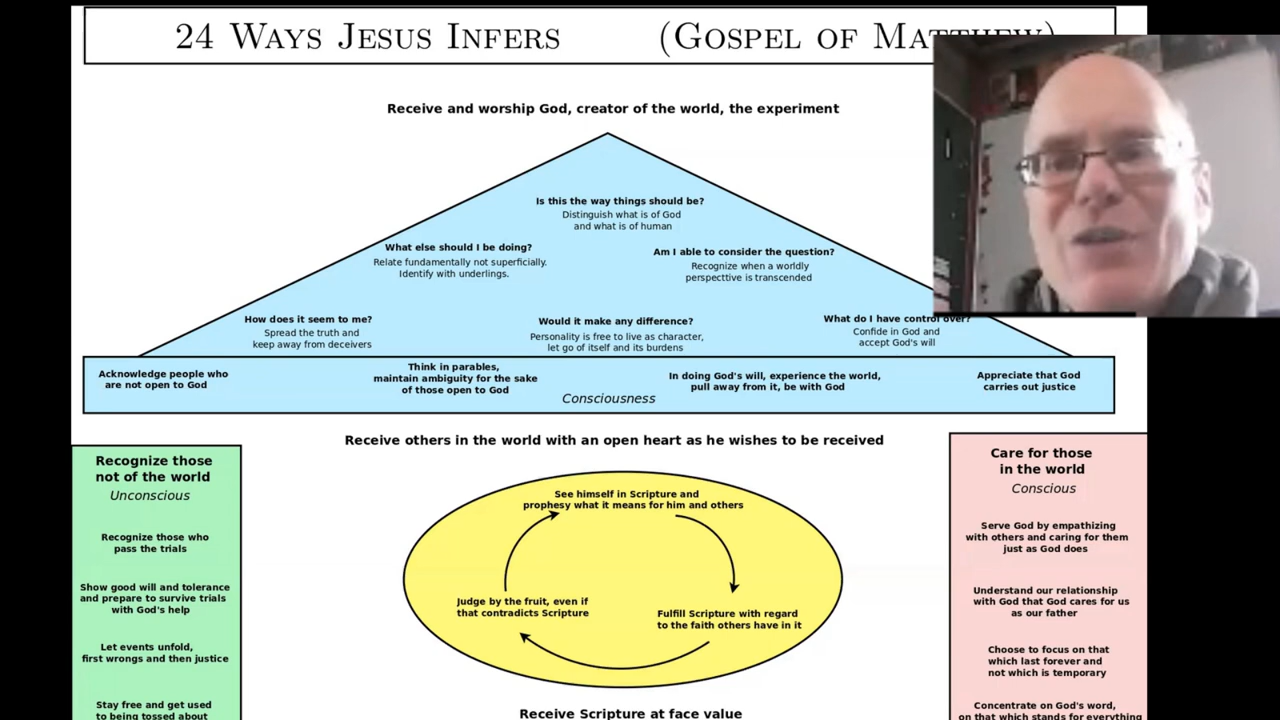 24 Ways Jesus Infers (Gospel of Matthew)
Receive and worship God, creator of the world, the experiment
Is this the way things should be?
Distinguish what is of God
and what is of human
What else should I be doing?
Relate fundamentally not superficially.
Identify with underlings.
Am I able to consider the question?
Recognize when a worldly
perspecttive is transcended
How does it seem to me?
Spread the truth and
keep away from deceivers
Would it make any difference?
Personality is free to live as character,
let go of itself and its burdens
What do I have control over?
Confide in God and
accept God's will
Acknowledge people who
are not open to God
Think in parables,
maintain ambiguity for the sake
of those open to God
In doing God's will, experience the world,
pull away from it, be with God
Appreciate that God
carries out justice
Consciousness
Receive others in the world with an open heart as he wishes to be received
Recognize those
not of the world
Unconscious
Recognize those who
pass the trials
Show good will and tolerance
and prepare to survive trials
with God's help
Let events unfold,
first wrongs and then justice
Stay free and get used
to being tossed about
See himself in Scripture and
prophesy what it means for him and others
Judge by the fruit, even if
that contradicts Scripture
Fulfill Scripture with regard
to the faith others have in it
Care for those
in the world
Conscious
Serve God by empathizing
with others and caring for them
just as God does
Understand our relationship
with God that God cares for us
as our father
Choose to focus on that
which last forever and
not which is temporary
Concentrate on God's word,
on that which stands for everything
Receive Scripture at face value